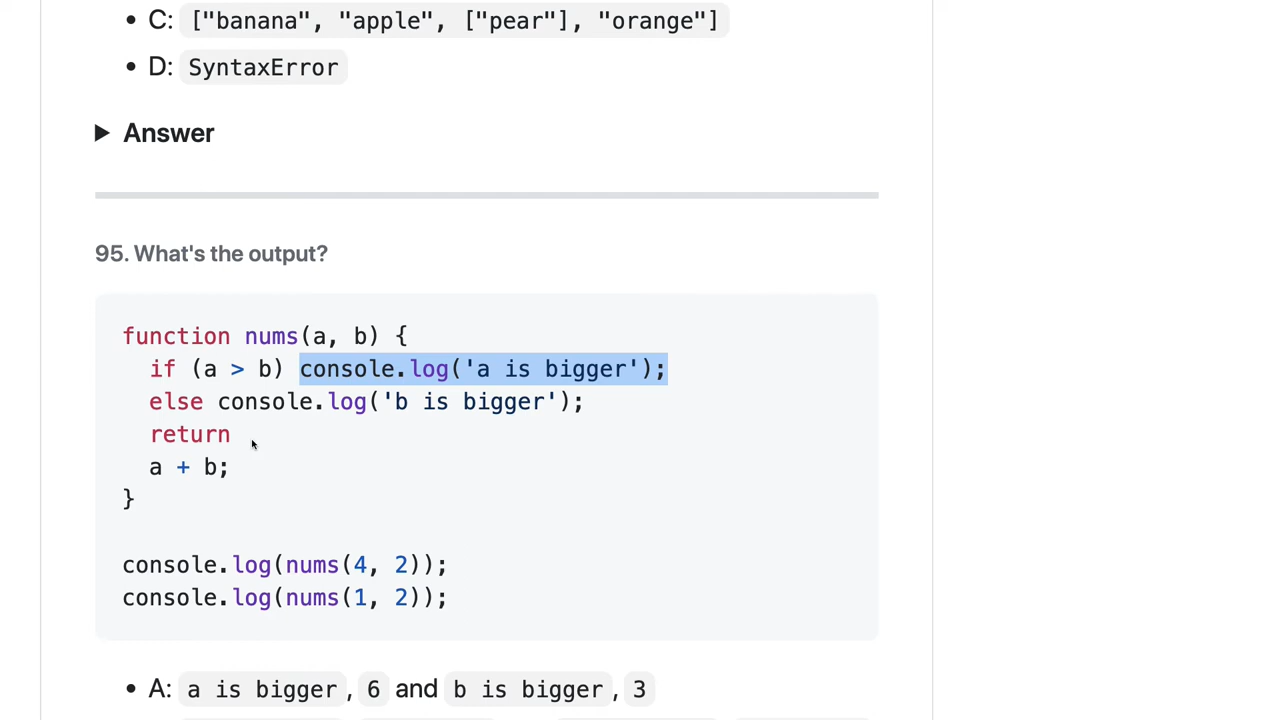 • C: ["banana", "apple", ["pear"], "orange"]
• D: SyntaxError
▶ Answer
95. What's the output?
function nums(a, b) {
  if (a > b) console.log('a is bigger');
  else console.log('b is bigger');
  return
  a + b;
}
console.log(nums(4, 2));
console.log(nums(1, 2));
• A: a is bigger, 6 and b is bigger, 3